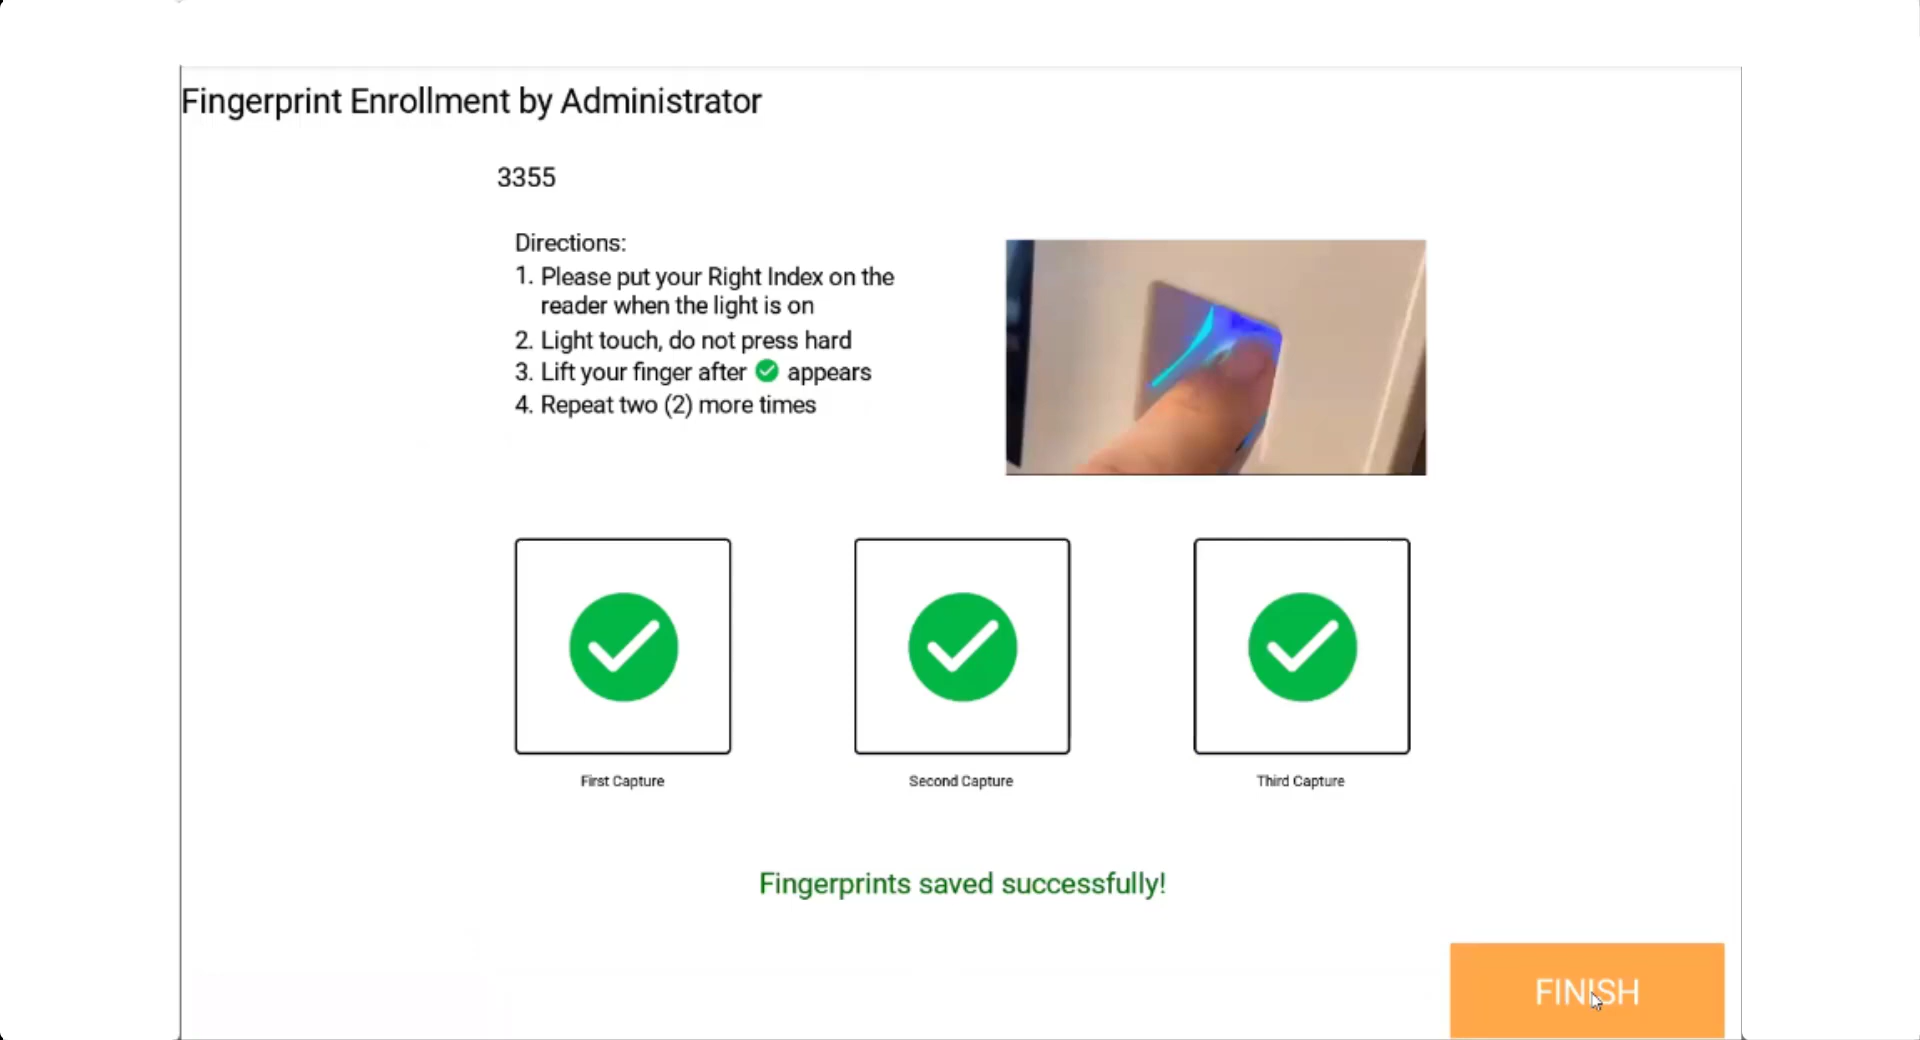 Fingerprint Enrollment by Administrator
3355
Directions:
1. Please put your Right Index on the
reader when the light is on
2. Light touch, do not press hard
3. Lift your finger after appears
4. Repeat two (2) more times
First Capture
Second Capture
Third Capture
Fingerprints saved successfully!
FINISH